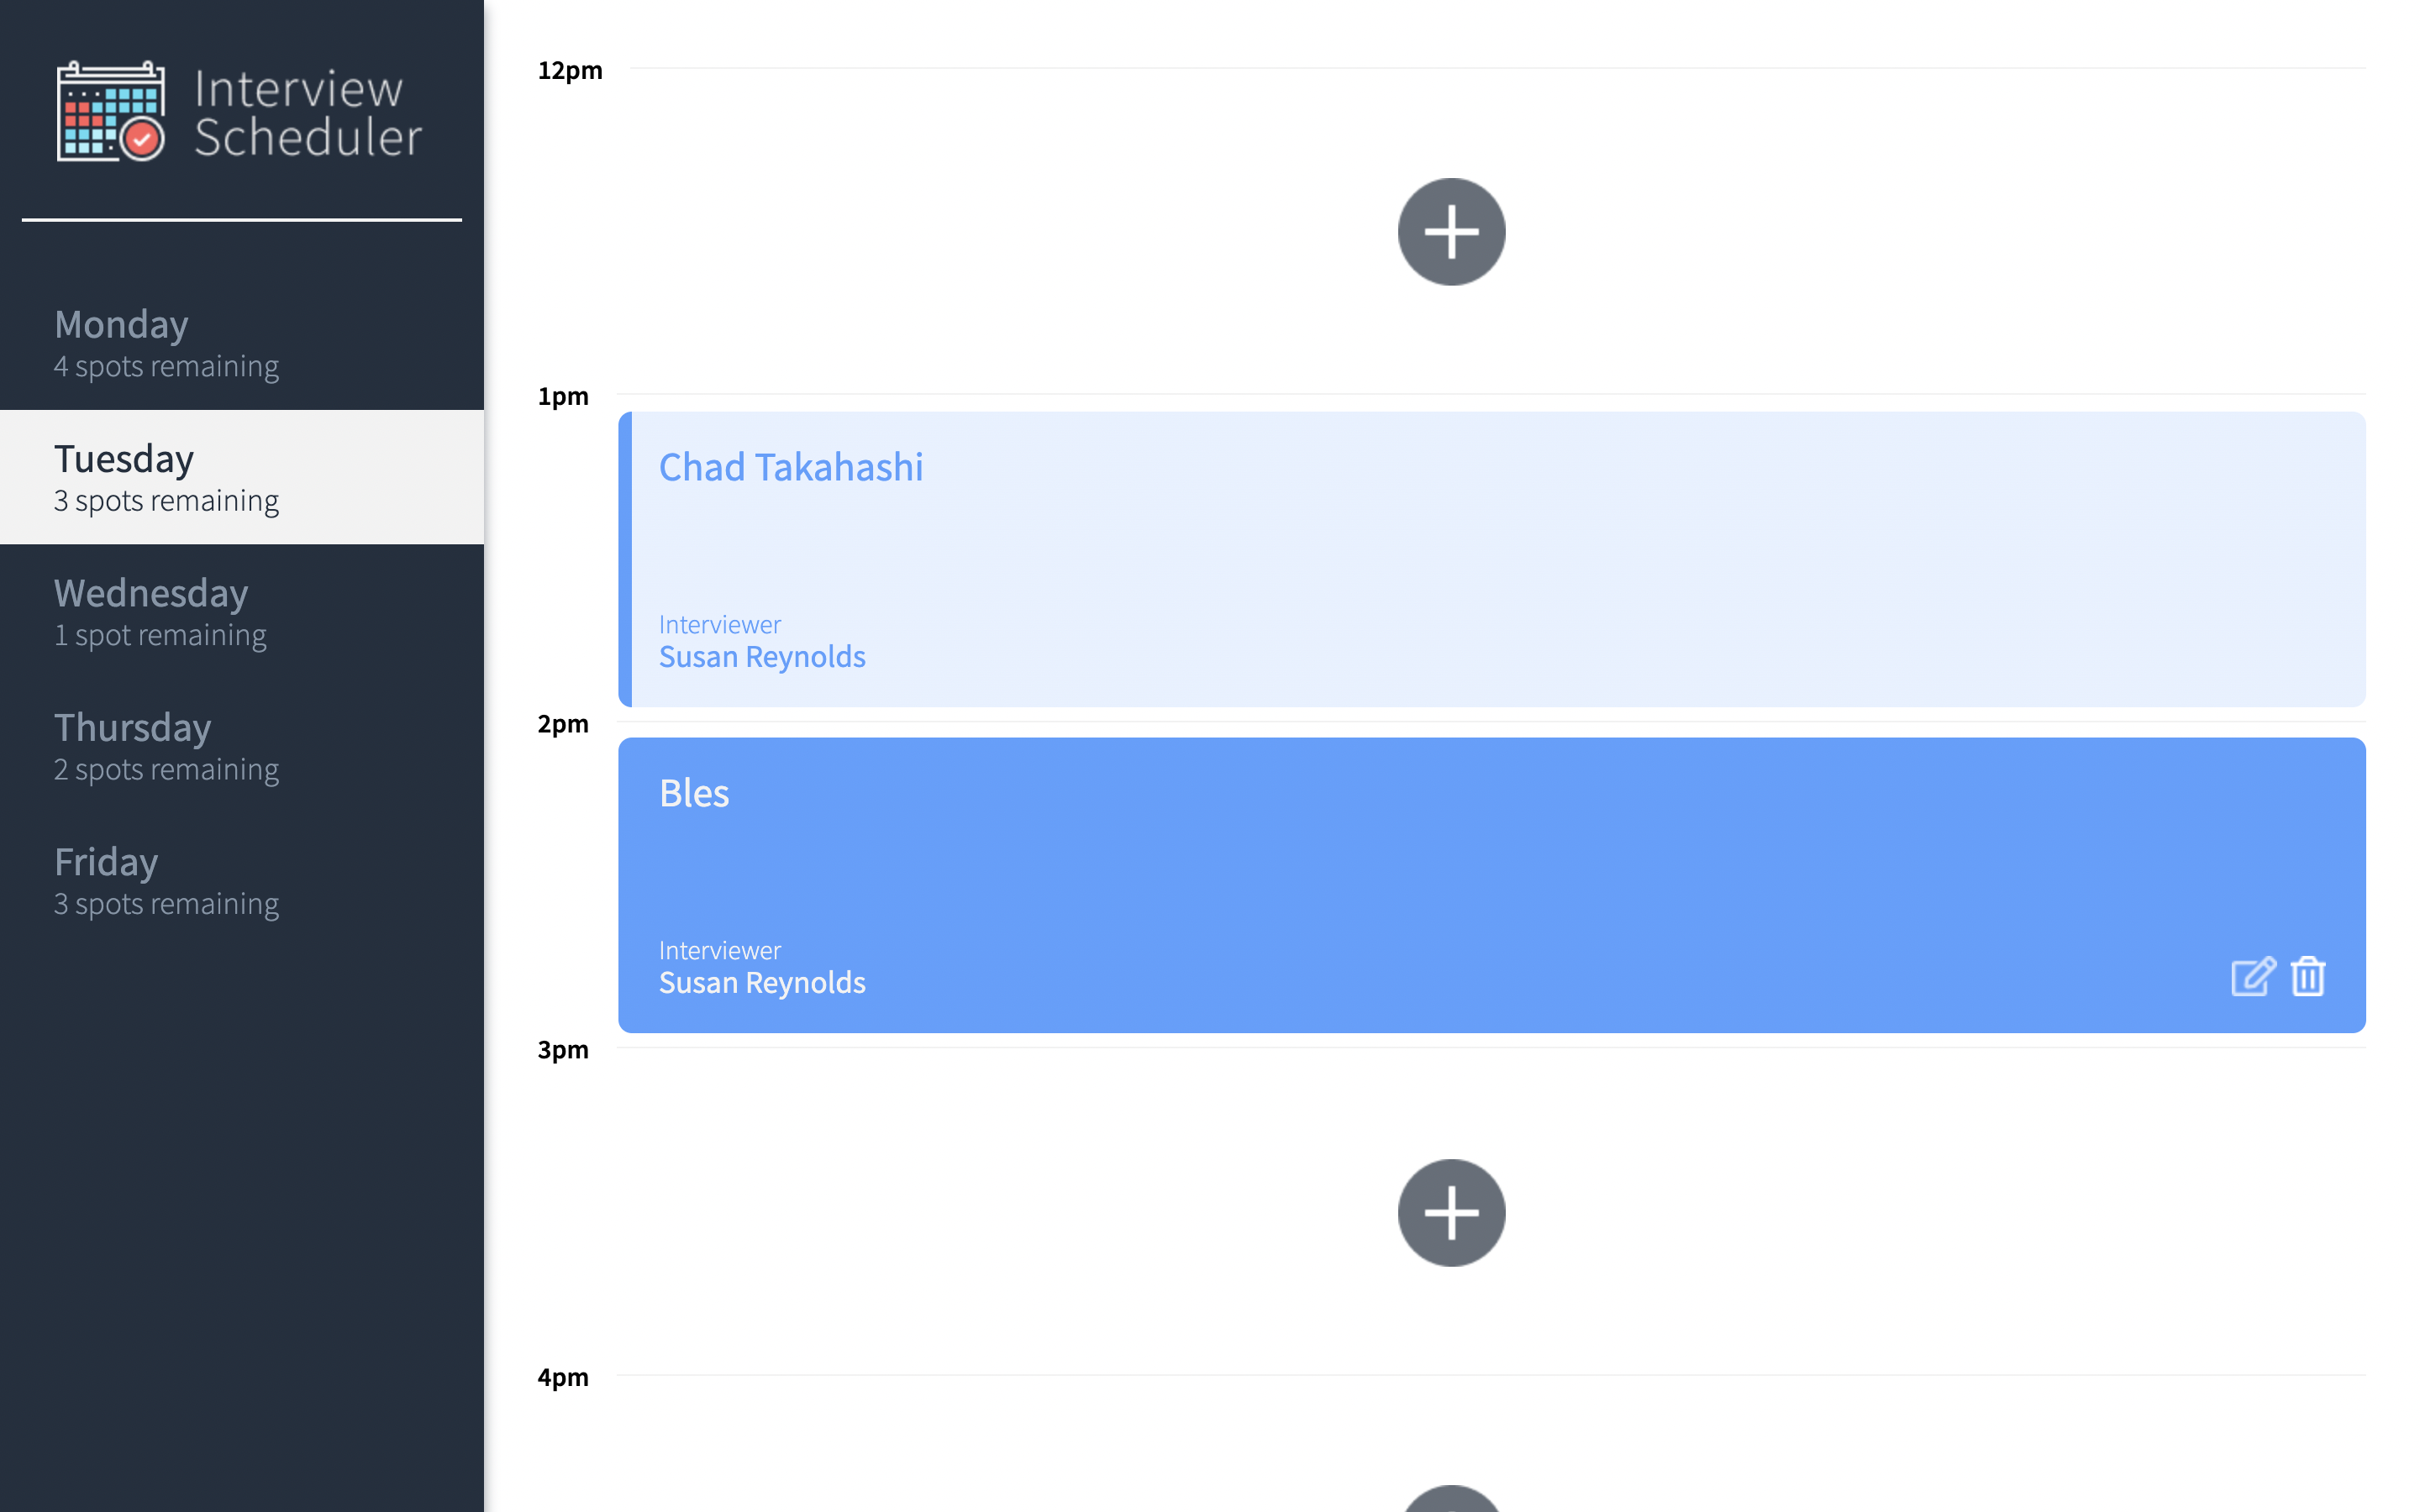 Interview
Scheduler
Monday
4 spots remaining
Tuesday
3 spots remaining
Wednesday
1 spot remaining
Thursday
2 spots remaining
Friday
3 spots remaining
12pm
1pm
Chad Takahashi
Interviewer
Susan Reynolds
2pm
Bles
Interviewer
Susan Reynolds
3pm
4pm